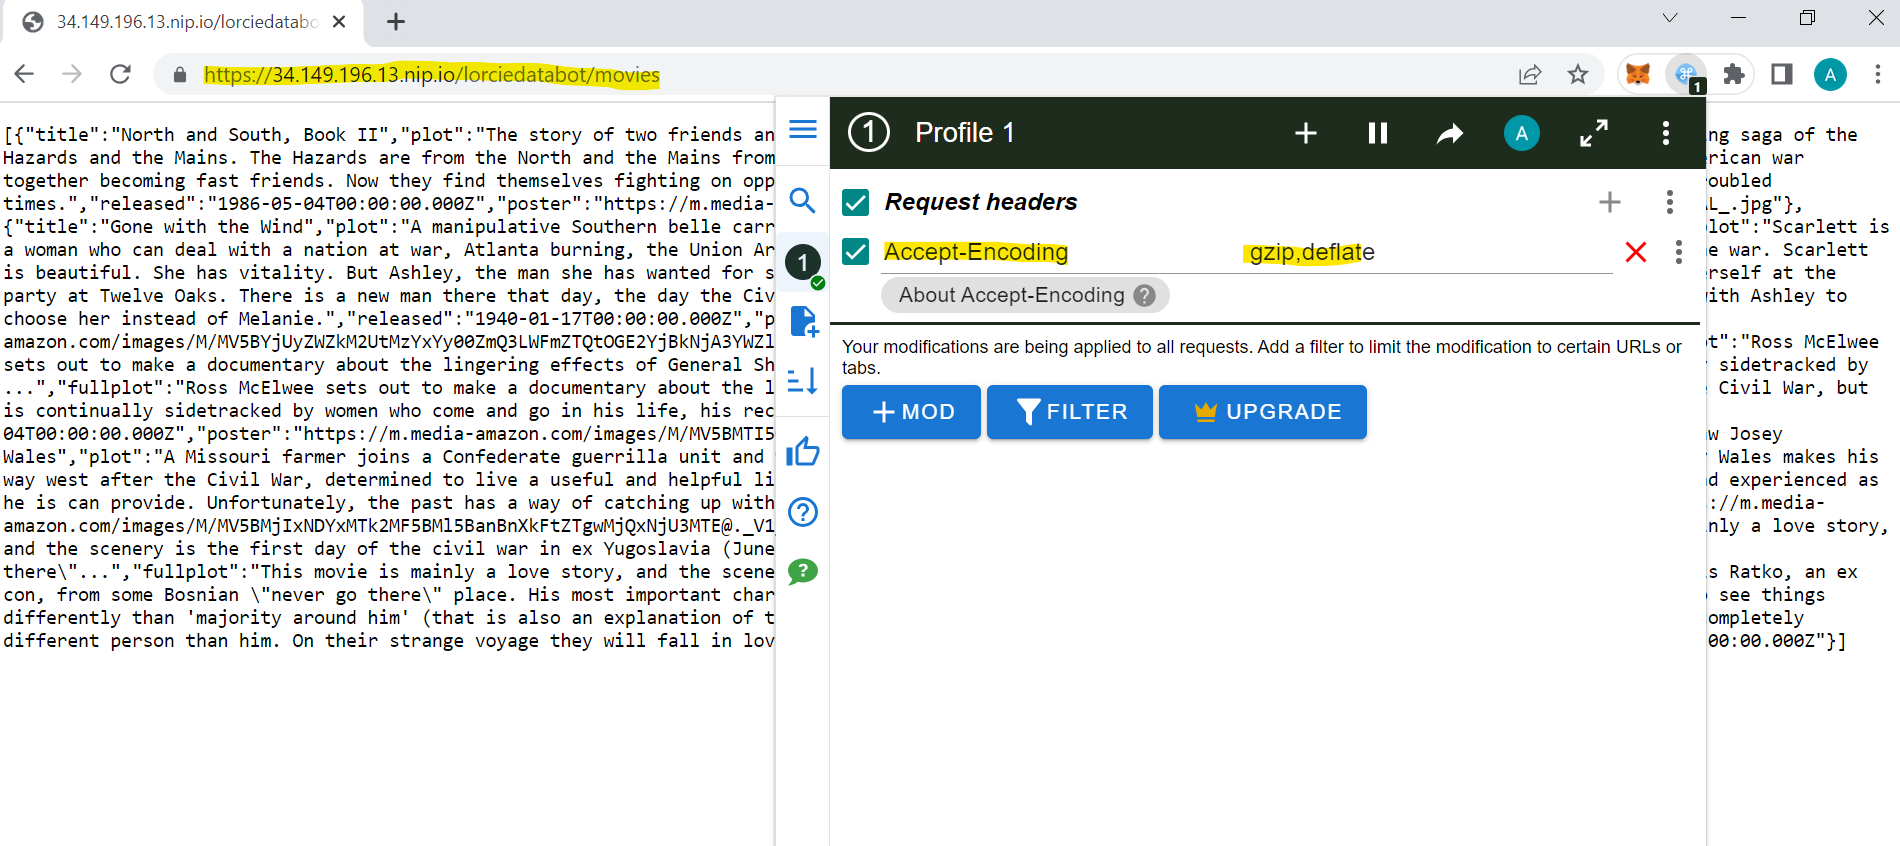 34.149.196.13.nip.io/lorciedatabo
https://34.149.196.13.nip.io/lorciedatabot/movies
A
1
[{"title":"North and South, Book II","plot":"The story of two friends an
Hazards and the Mains. The Hazards are from the North and the Mains from
together becoming fast friends. Now they find themselves fighting on opp
times.","released":"1986-05-04T00:00:00.000Z","poster":"https://m.media-
{"title":"Gone with the Wind","plot":"A manipulative Southern belle carr
a woman who can deal with a nation at war, Atlanta burning, the Union Ar
is beautiful. She has vitality. But Ashley, the man she has wanted for s
party at Twelve Oaks. There is a new man there that day, the day the Civ
choose her instead of Melanie.","released":"1940-01-17T00:00:00.000Z","p
amazon.com/images/M/MV5BYjUyZWZkM2UtMzYxYy00ZmQ3LWFmZTQtOGE2YjBkNjA3YWZl
sets out to make a documentary about the lingering effects of General Sh
...","fullplot":"Ross McElwee sets out to make a documentary about the l
is continually sidetracked by women who come and go in his life, his rec
04T00:00:00.000Z","poster":"https://m.media-amazon.com/images/M/MV5BMTI5
Wales","plot":"A Missouri farmer joins a Confederate guerrilla unit and
way west after the Civil War, determined to live a useful and helpful li
he is can provide. Unfortunately, the past has a way of catching up with
amazon.com/images/M/MV5BMjIxNDYxMTk2MF5BMl5BanBnXkFtZTgwMjQxNjU3MTE@._V1
and the scenery is the first day of the civil war in ex Yugoslavia (June
there\"...","fullplot":"This movie is mainly a love story, and the scene
con, from some Bosnian \"never go there\" place. His most important char
differently than 'majority around him' (that is also an explanation of t
different person than him. On their strange voyage they will fall in lov
1
1
Profile 1
A
Request headers
Accept-Encoding gzip,deflate
About Accept-Encoding ?
Your modifications are being applied to all requests. Add a filter to limit the modification to certain URLs or
tabs.
MOD FILTER UPGRADE
ng saga of the
rican war
oubled
AL_.jpg"},
lot":"Scarlett is
e war. Scarlett
erself at the
ith Ashley to
ot":"Ross McElwee
sidetracked by
Civil War, but
w Josey
Wales makes his
d experienced as
://m.media-
nly a love story,
s Ratko, an ex
see things
ompletely
00:00.000Z"}]